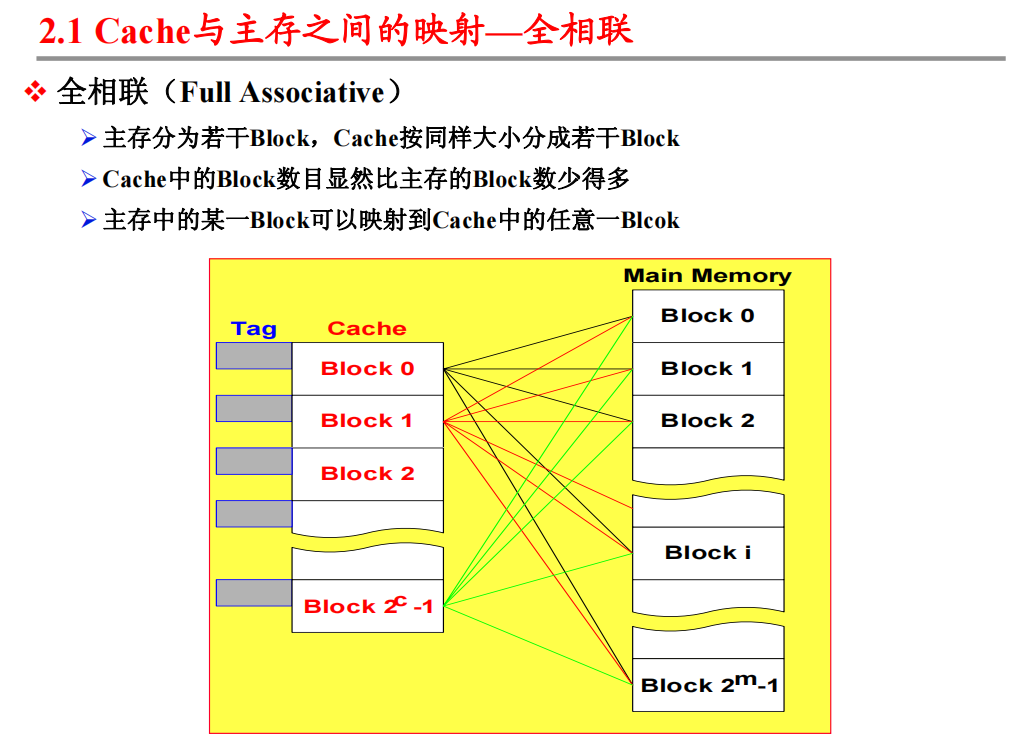 2.1 Cache与主存之间的映射—全相联
全相联（Full Associative）
主存分为若干Block，Cache按同样大小分成若干Block
Cache中的Block数目显然比主存的Block数少得多
主存中的某一Block可以映射到Cache中的任意一Blcok
Main Memory
Tag
Cache
Block 0
Block 1
Block 2
Block 2^c -1
Block 0
Block 1
Block 2
Block i
Block 2^m-1